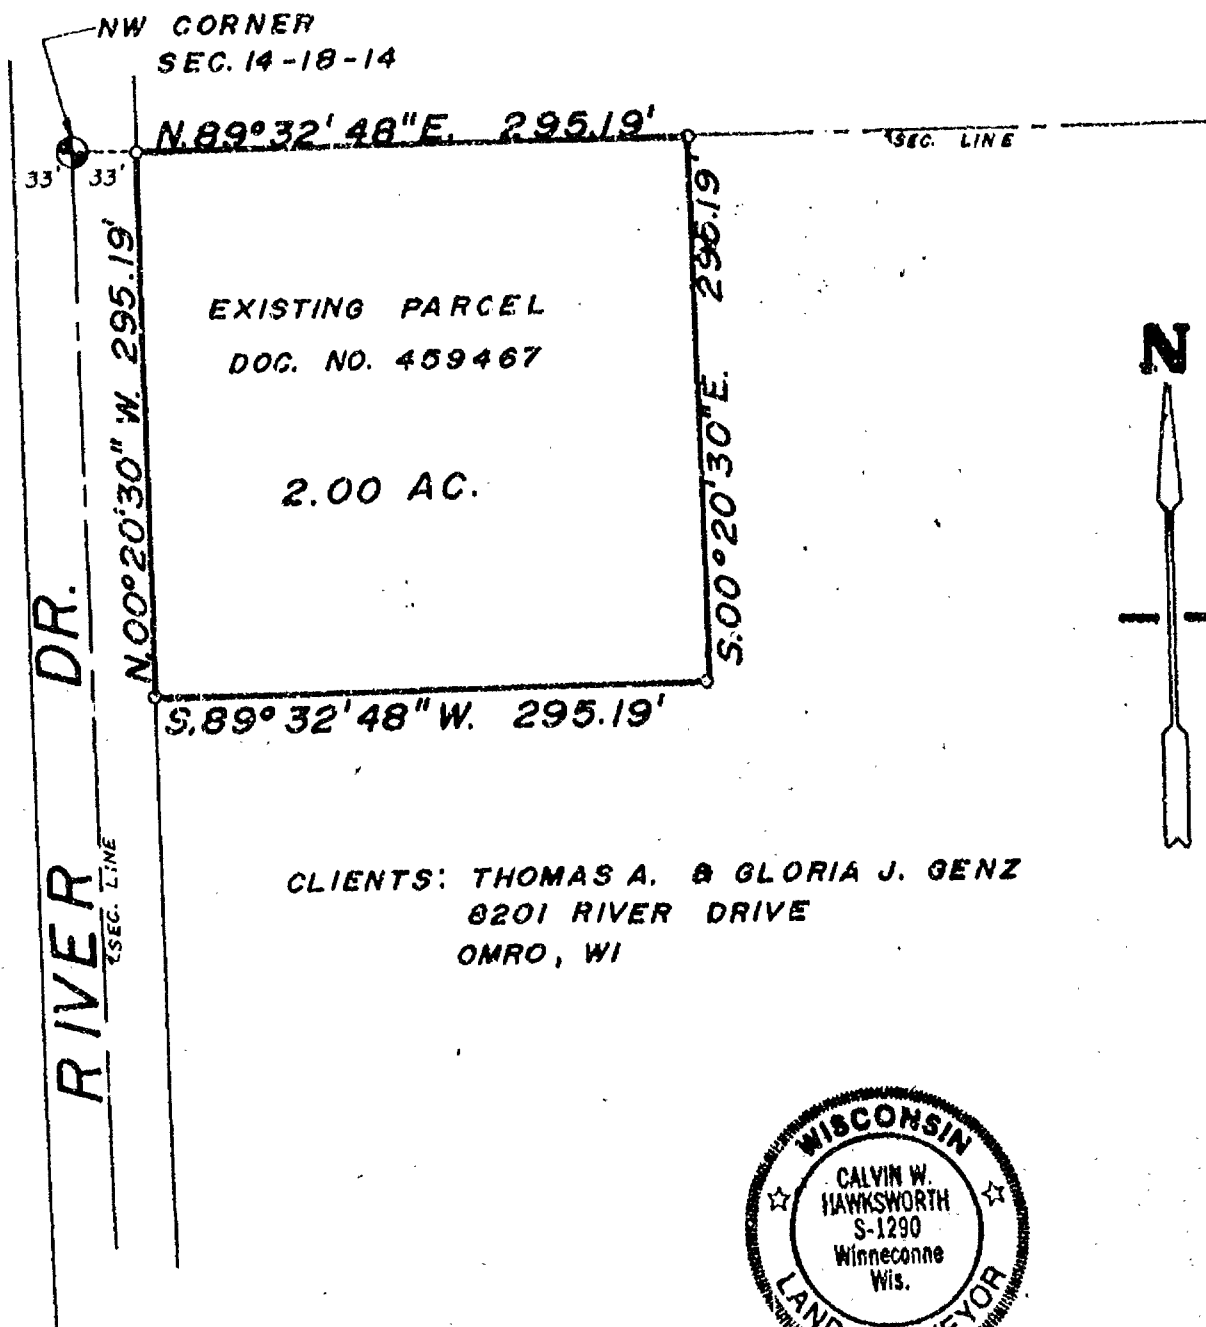 NW CORNER
SEC. 14-18-14
N.89°32'48"E. 295.19'
SEC. LINE
33' 33'
N.00°20'30"W. 295.19'
S.00°20'30"E. 295.19'
EXISTING PARCEL
DOC. NO. 459467
2.00 AC.
N
S.89°32'48"W. 295.19'
RIVER DR.
SEC. LINE
CLIENTS: THOMAS A. & GLORIA J. GENZ
8201 RIVER DRIVE
OMRO, WI
WISCONSIN
CALVIN W.
HAWKSWORTH
S-1290
Winneconne
Wis.